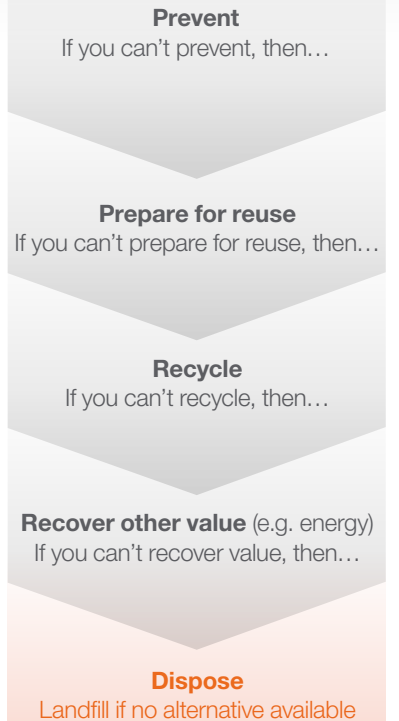 Prevent
If you can’t prevent, then…
Prepare for reuse
If you can’t prepare for reuse, then…
Recycle
If you can’t recycle, then…
Recover other value (e.g. energy)
If you can’t recover value, then…
Dispose
Landfill if no alternative available